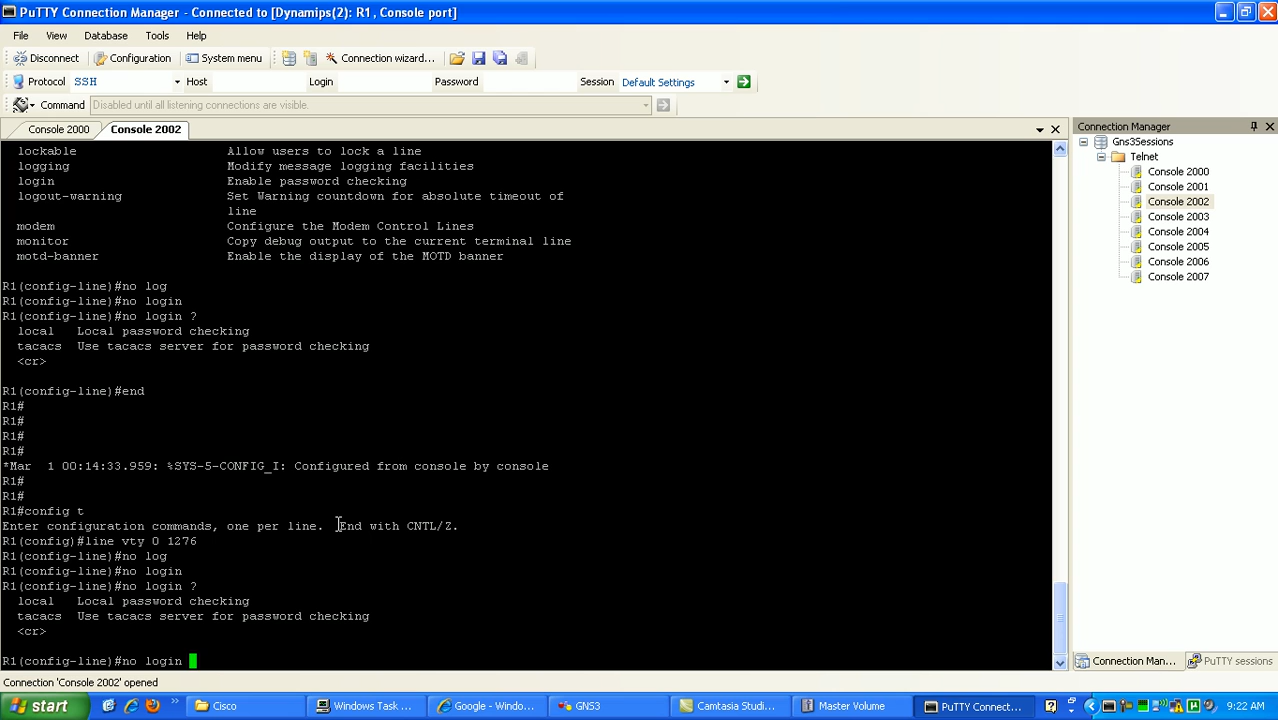 PuTTY Connection Manager - Connected to [Dynamips(2): R1 , Console port]
File View Database Tools Help
Disconnect Configuration System menu Connection wizard...
Protocol SSH Host Login Password Session Default Settings
Command Disabled until all listening connections are visible.
Console 2000 Console 2002
lockable Allow users to lock a line
logging Modify message logging facilities
login Enable password checking
logout-warning Set Warning countdown for absolute timeout of
line
modem Configure the Modem Control Lines
monitor Copy debug output to the current terminal line
motd-banner Enable the display of the MOTD banner
R1(config-line)#no log
R1(config-line)#no login
R1(config-line)#no login ?
local Local password checking
tacacs Use tacacs server for password checking
<cr>
R1(config-line)#end
R1#
R1#
R1#
R1#
*Mar 1 00:14:33.959: %SYS-5-CONFIG_I: Configured from console by console
R1#
R1#
R1#config t
Enter configuration commands, one per line. End with CNTL/Z.
R1(config)#line vty 0 1276
R1(config-line)#no log
R1(config-line)#no login
R1(config-line)#no login ?
local Local password checking
tacacs Use tacacs server for password checking
<cr>
R1(config-line)#no login
Connection Manager
Gns3Sessions
Telnet
Console 2000
Console 2001
Console 2002
Console 2003
Console 2004
Console 2005
Console 2006
Console 2007
Connection Man... PuTTY sessions
Connection 'Console 2002' opened
start Cisco Windows Task ... Google - Windo... GNS3 Camtasia Studi... Master Volume PuTTY Connect... 9:22 AM